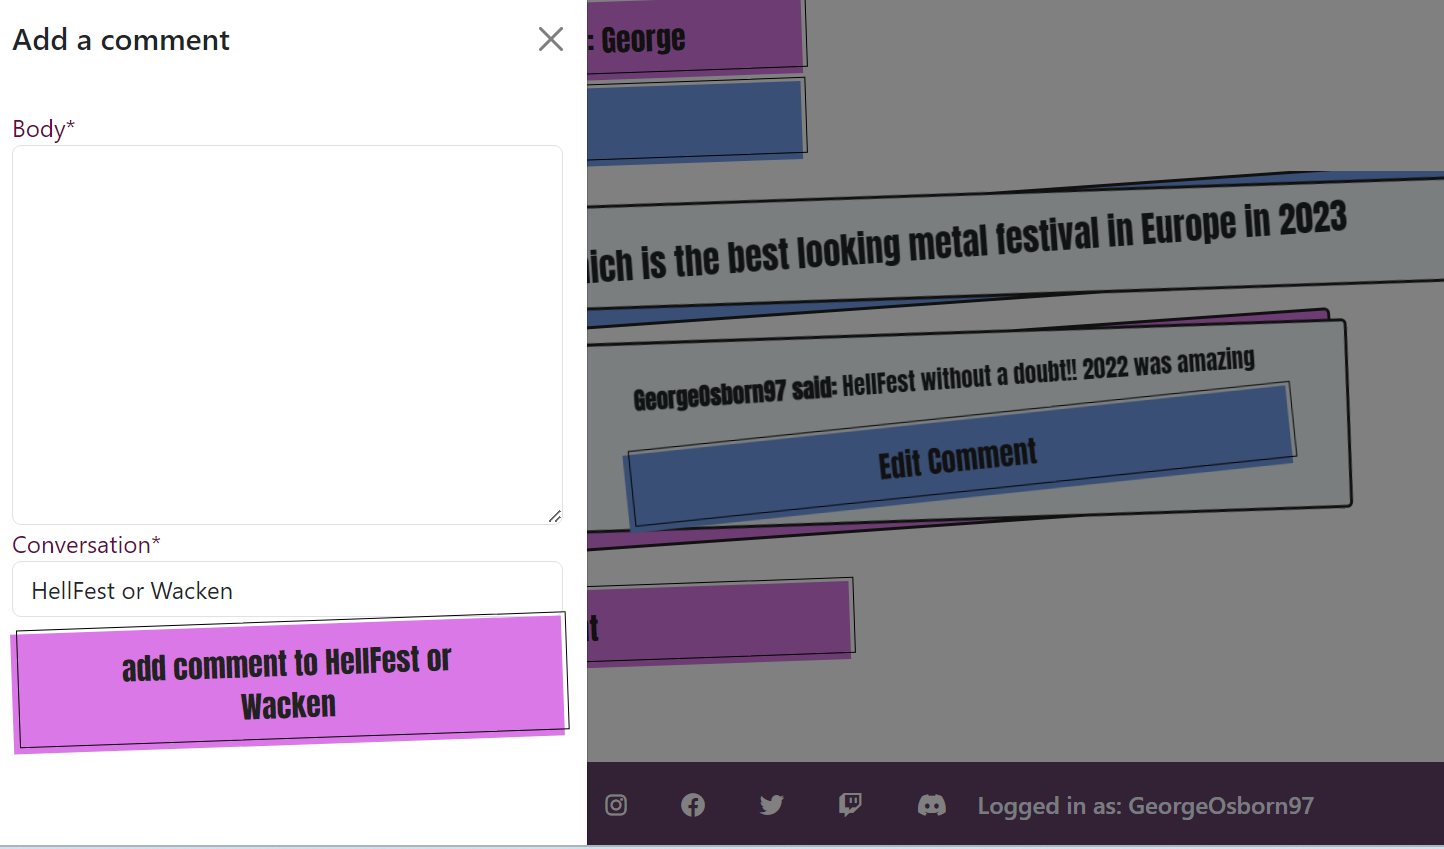 Add a comment
Body*
Conversation*
HellFest or Wacken
add comment to HellFest or
Wacken
: George
is the best looking metal festival in Europe in 2023
GeorgeOsborn97 said: HellFest without a doubt!! 2022 was amazing
Edit Comment
Logged in as: GeorgeOsborn97